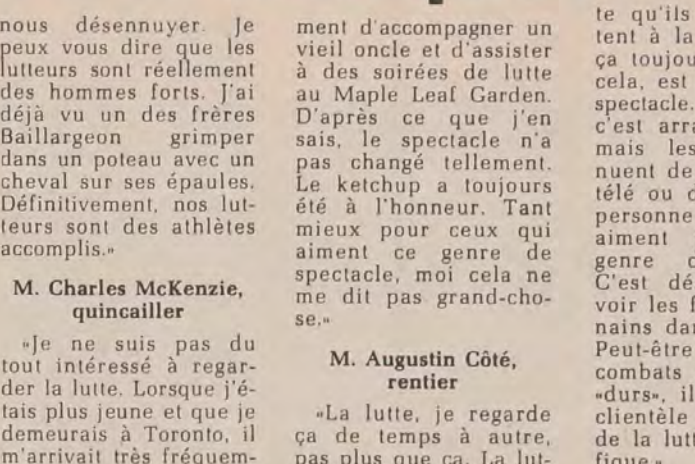 nous désennuyer. Je
peux vous dire que les
lutteurs sont réellement
des hommes forts. J'ai
déjà vu un des frères
Baillargeon grimper
dans un poteau avec un
cheval sur ses épaules.
Définitivement, nos lut-
teurs sont des athlètes
accomplis.»
M. Charles McKenzie,
quincailler
«Je ne suis pas du
tout intéressé à regar-
der la lutte. Lorsque j'é-
tais plus jeune et que je
demeurais à Toronto, il
m'arrivait très fréquem-
ment d'accompagner un
vieil oncle et d'assister
à des soirées de lutte
au Maple Leaf Garden.
D'après ce que j'en
sais, le spectacle n'a
pas changé tellement.
Le ketchup a toujours
été à l'honneur. Tant
mieux pour ceux qui
aiment ce genre de
spectacle, moi cela ne
me dit pas grand-cho-
se.»
M. Augustin Côté,
rentier
«La lutte, je regarde
ça de temps à autre,
pas plus que ça. La lut-
te qu'ils
tent à la
ça toujou
cela, est
spectacle.
c'est arra
mais les
nuent de
télé ou
personne
aiment
genre
C'est dé
voir les f
nains da
Peut-être
combats
«durs», il
clientèle
de la lutt
fique.»